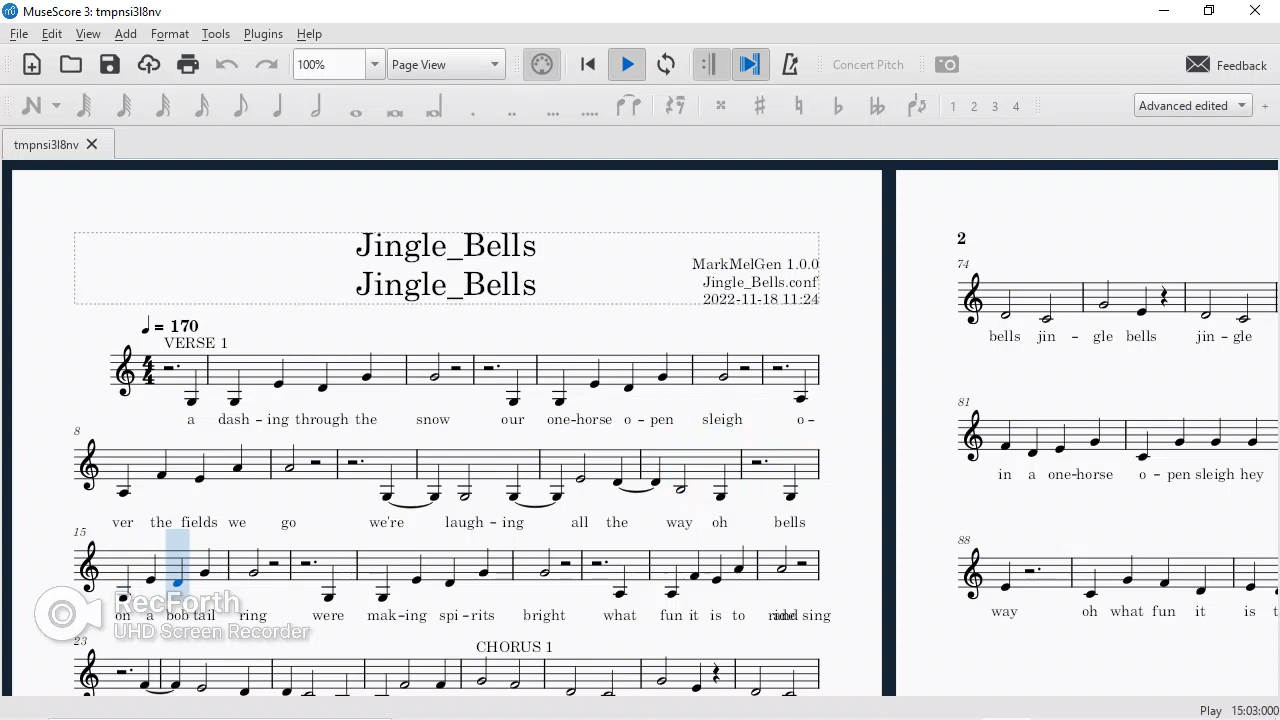 MuseScore 3: tmpnsi3l8nv
File Edit View Add Format Tools Plugins Help
100% Page View Concert Pitch Feedback
1 2 3 4 Advanced edited +
tmpnsi3l8nv
Jingle_Bells
Jingle_Bells
MarkMelGen 1.0.0
Jingle_Bells.conf
2022-11-18 11:24
= 170
VERSE 1
a dash - ing through the snow our one-horse o - pen sleigh o -
8
ver the fields we go we're laugh - ing all the way oh bells
15
on a bob tail ring were mak - ing spi - rits bright what fun it is to ride sing
RecForth
UHD Screen Recorder
23
CHORUS 1
2
74
bells jin - gle bells jin - gle
81
in a one-horse o - pen sleigh hey
88
way oh what fun it is t
Play 15:03:000